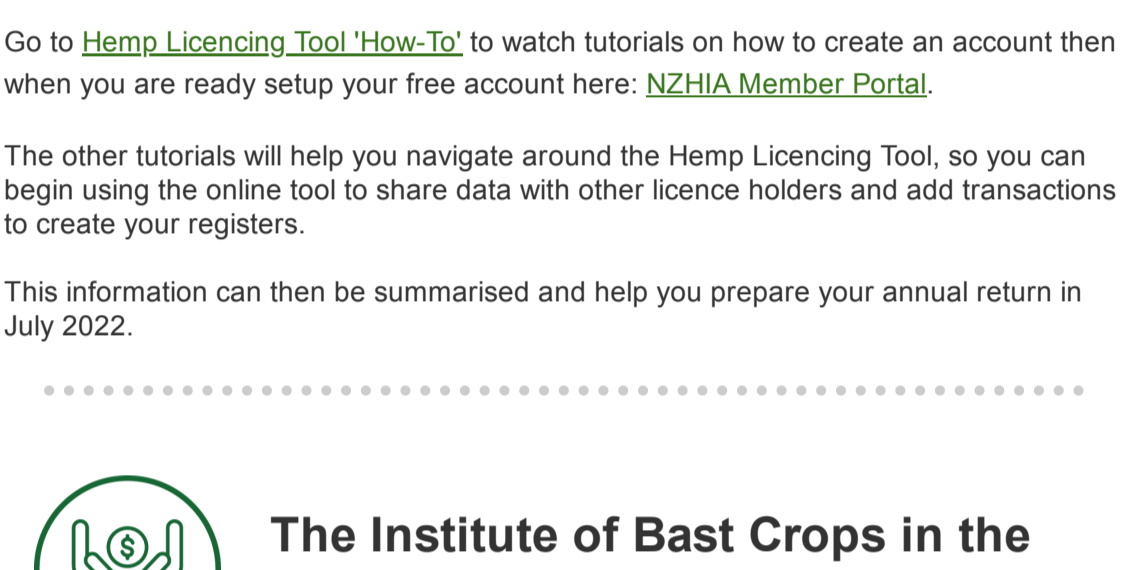 Go to Hemp Licencing Tool 'How-To' to watch tutorials on how to create an account then
when you are ready setup your free account here: NZHIA Member Portal.
The other tutorials will help you navigate around the Hemp Licencing Tool, so you can
begin using the online tool to share data with other licence holders and add transactions
to create your registers.
This information can then be summarised and help you prepare your annual return in
July 2022.
$
The Institute of Bast Crops in the